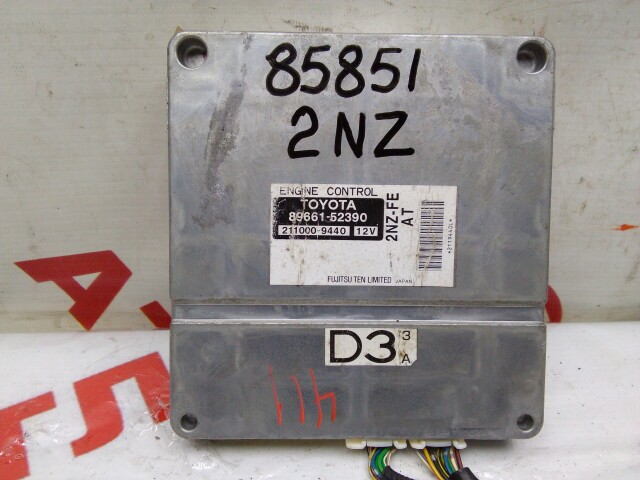 85851
2NZ
ENGINE CONTROL
TOYOTA
89661-52390
211000-9440 12V
2NZ-FE
AT
FUJITSU TEN LIMITED JAPAN
D3 3
A
411